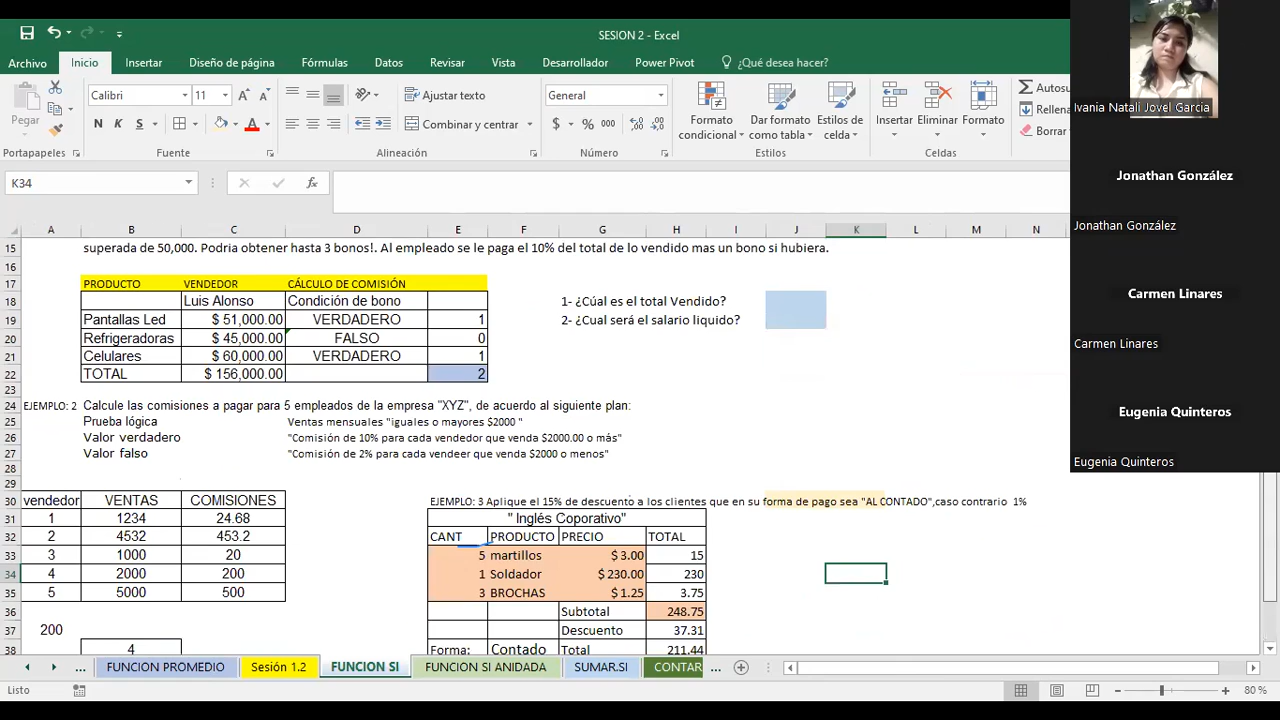 SESION 2 - Excel
Archivo Inicio Insertar Diseño de página Fórmulas Datos Revisar Vista Desarrollador Power Pivot ¿Qué desea hacer?
Pegar
Calibri 11
N K S
Ajustar texto
Combinar y centrar
General
$ % 000
Formato condicional
Dar formato como tabla
Estilos de celda
Insertar Eliminar Formato
Autosu
Rellena
Borrar
Portapapeles Fuente Alineación Número Estilos Celdas
K34
A B C D E F G H I J K L M N
15 superada de 50,000. Podria obtener hasta 3 bonos!. Al empleado se le paga el 10% del total de lo vendido mas un bono si hubiera.
16
17 PRODUCTO VENDEDOR CÁLCULO DE COMISIÓN
18 Luis Alonso Condición de bono 1- ¿Cúal es el total Vendido?
19 Pantallas Led $ 51,000.00 VERDADERO 1 2- ¿Cual será el salario liquido?
20 Refrigeradoras $ 45,000.00 FALSO 0
21 Celulares $ 60,000.00 VERDADERO 1
22 TOTAL $ 156,000.00 2
23
24 EJEMPLO: 2 Calcule las comisiones a pagar para 5 empleados de la empresa "XYZ", de acuerdo al siguiente plan:
25 Prueba lógica Ventas mensuales "iguales o mayores $2000 "
26 Valor verdadero "Comisión de 10% para cada vendedor que venda $2000.00 o más"
27 Valor falso "Comisión de 2% para cada vendeer que venda $2000 o menos"
28
29
30 vendedor VENTAS COMISIONES EJEMPLO: 3 Aplique el 15% de descuento a los clientes que en su forma de pago sea "AL CONTADO",caso contrario 1%
31 1 1234 24.68 " Inglés Coporativo"
32 2 4532 453.2 CANT PRODUCTO PRECIO TOTAL
33 3 1000 20 5 martillos $ 3.00 15
34 4 2000 200 1 Soldador $ 230.00 230
35 5 5000 500 3 BROCHAS $ 1.25 3.75
36 Subtotal 248.75
37 200 Descuento 37.31
38 4 Forma: Contado Total 211.44
... FUNCION PROMEDIO Sesión 1.2 FUNCION SI FUNCION SI ANIDADA SUMAR.SI CONTAR ...
Listo 80 %
Ivania Natali Jovel Garcia
Jonathan González
Jonathan González
Carmen Linares
Carmen Linares
Eugenia Quinteros
Eugenia Quinteros